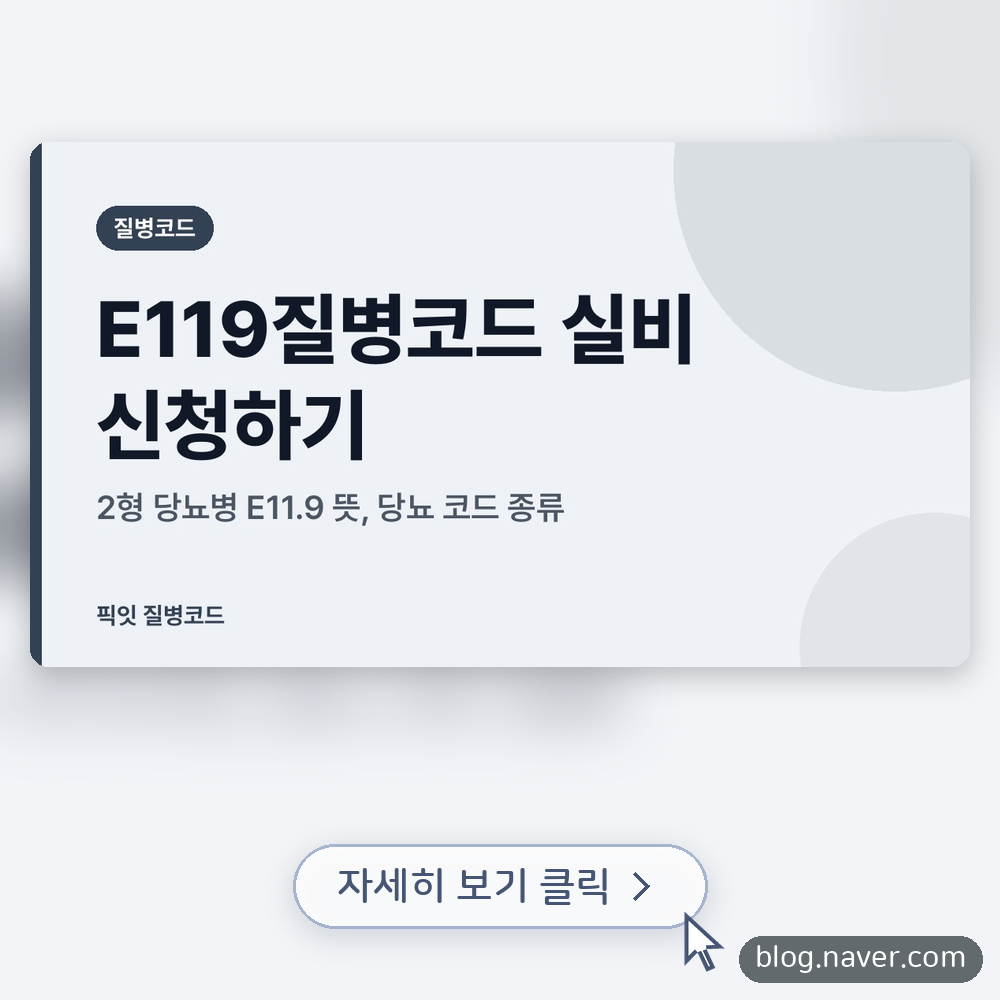 질병코드
E119질병코드 실비
신청하기
2형 당뇨병 E11.9 뜻, 당뇨 코드 종류
픽잇 질병코드
자세히 보기 클릭 >
blog.naver.com